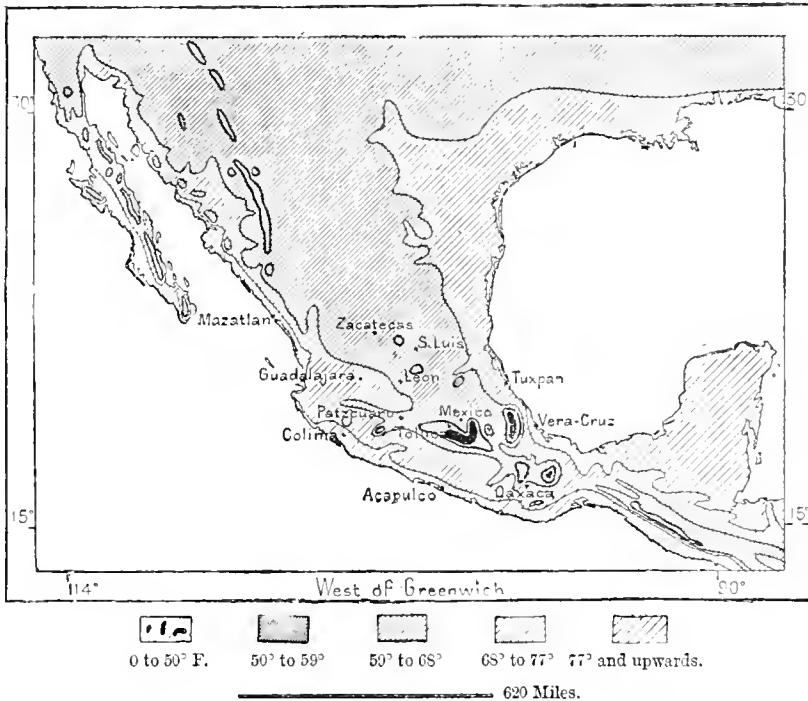 30°
30°
Mazatlan
Zacatecas
S. Luis
Guadalajara
Leon
Tuxpan
Patzcuaro
Mexico
Vera-Cruz
Colima
Acapulco
Oaxaca
15°
15°
114°
West of Greenwich
90°
0 to 50° F.
50° to 59°
59° to 68°
68° to 77°
77° and upwards.
620 Miles.